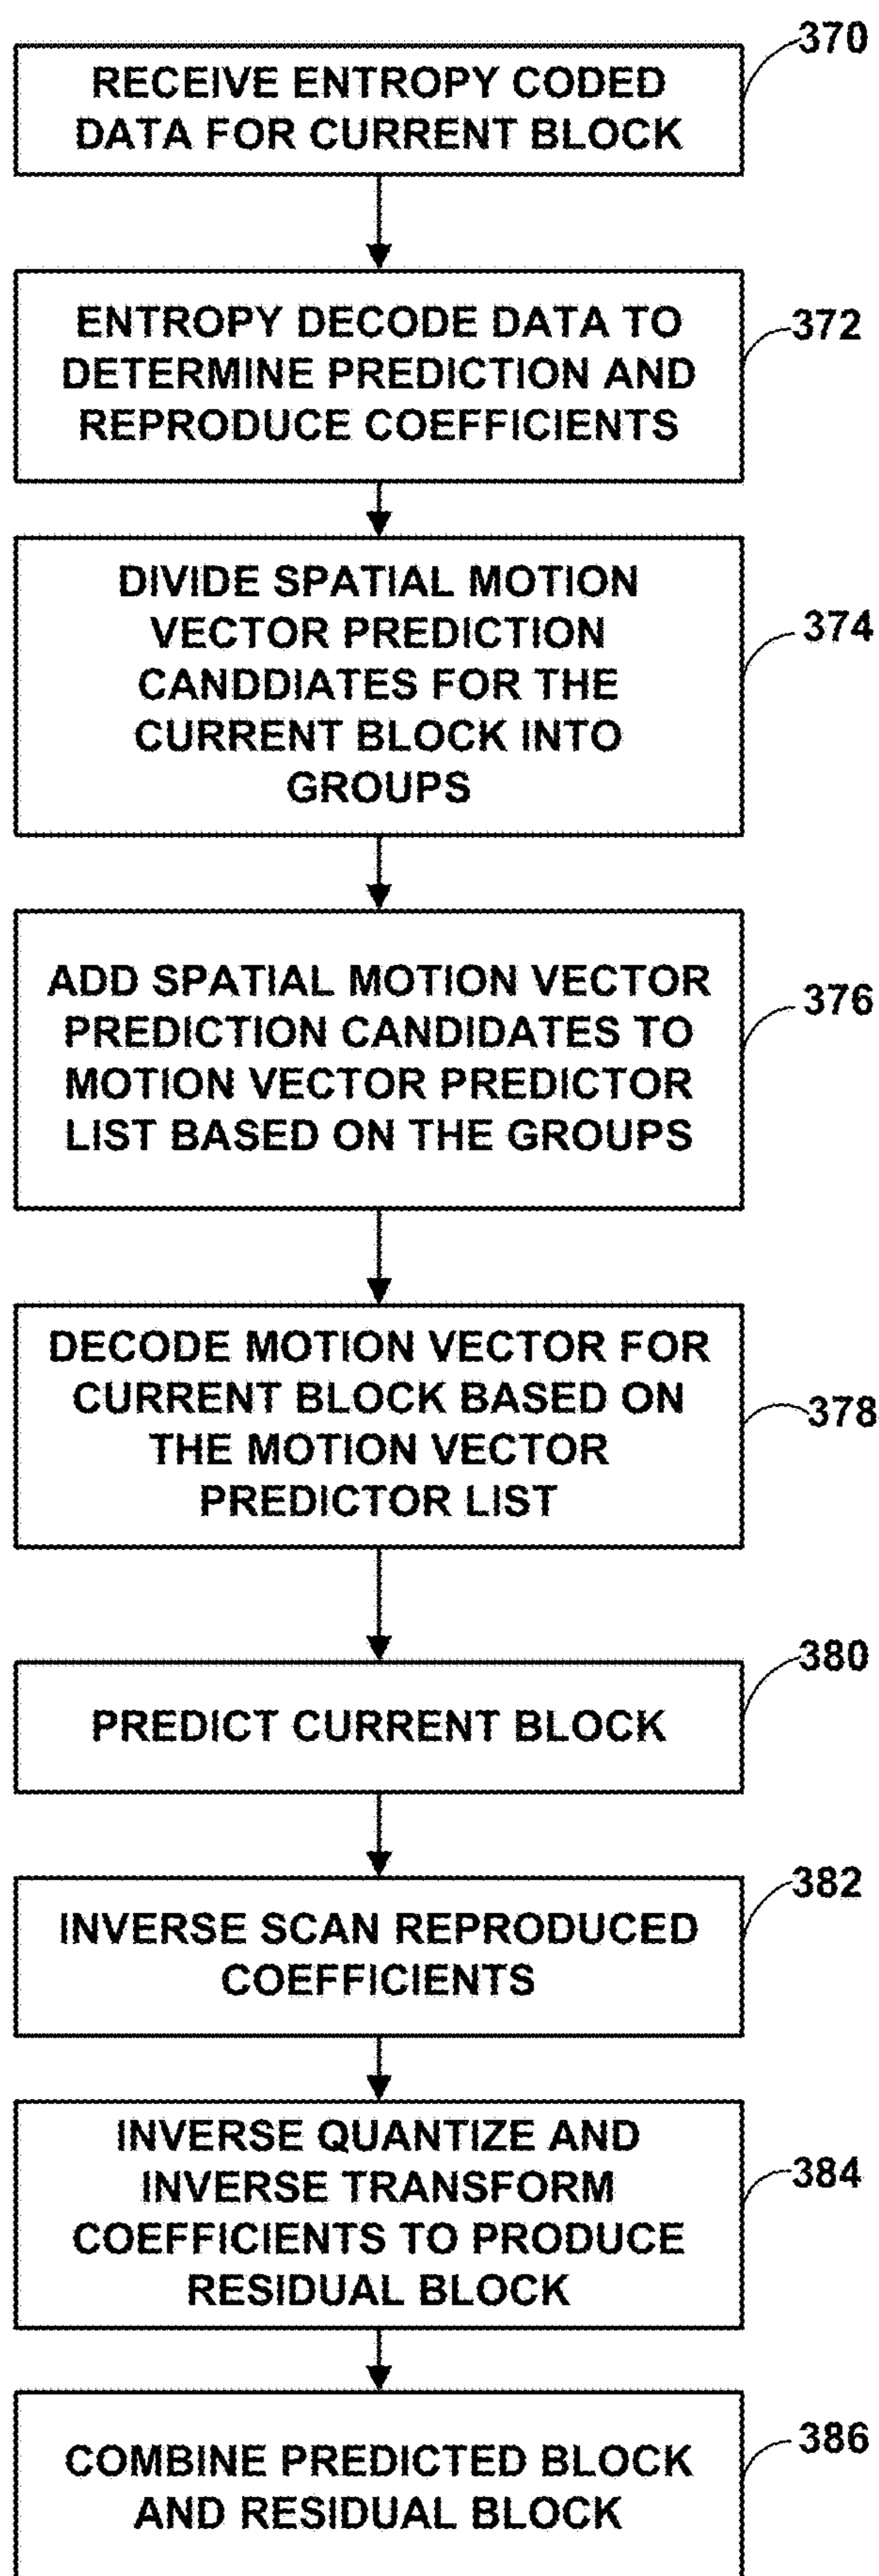 370
RECEIVE ENTROPY CODED
DATA FOR CURRENT BLOCK
372
ENTROPY DECODE DATA TO
DETERMINE PREDICTION AND
REPRODUCE COEFFICIENTS
374
DIVIDE SPATIAL MOTION
VECTOR PREDICTION
CANDDIATES FOR THE
CURRENT BLOCK INTO
GROUPS
376
ADD SPATIAL MOTION VECTOR
PREDICTION CANDIDATES TO
MOTION VECTOR PREDICTOR
LIST BASED ON THE GROUPS
378
DECODE MOTION VECTOR FOR
CURRENT BLOCK BASED ON
THE MOTION VECTOR
PREDICTOR LIST
380
PREDICT CURRENT BLOCK
382
INVERSE SCAN REPRODUCED
COEFFICIENTS
384
INVERSE QUANTIZE AND
INVERSE TRANSFORM
COEFFICIENTS TO PRODUCE
RESIDUAL BLOCK
386
COMBINE PREDICTED BLOCK
AND RESIDUAL BLOCK